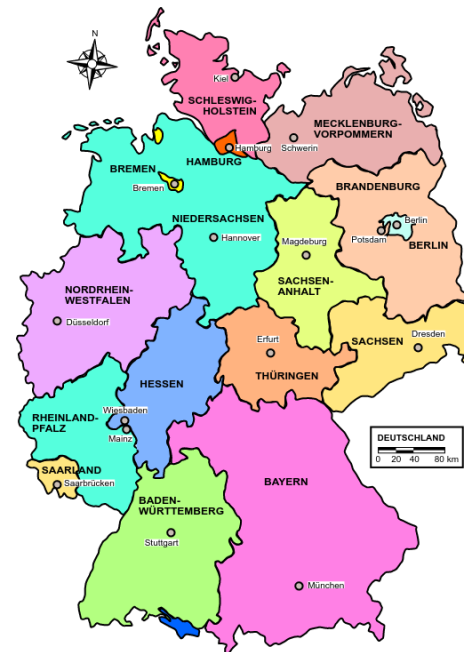 N
Kiel
SCHLESWIG-
HOLSTEIN
MECKLENBURG-
VORPOMMERN
Hamburg
Schwerin
HAMBURG
BREMEN
Bremen
BRANDENBURG
NIEDERSACHSEN
Berlin
Potsdam
Hannover
BERLIN
Magdeburg
SACHSEN-
ANHALT
NORDRHEIN-
WESTFALEN
Düsseldorf
Dresden
SACHSEN
Erfurt
THÜRINGEN
HESSEN
Wiesbaden
RHEINLAND-
PFALZ
Mainz
DEUTSCHLAND
0 20 40 80 km
SAARLAND
Saarbrücken
BAYERN
BADEN-
WÜRTTEMBERG
Stuttgart
München